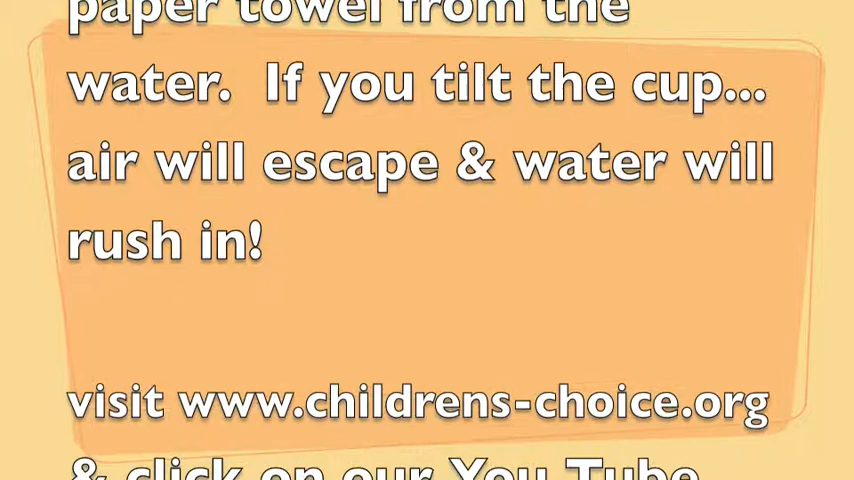 paper towel from the
water. If you tilt the cup...
air will escape & water will
rush in!
visit www.childrens-choice.org
& click on our You Tube